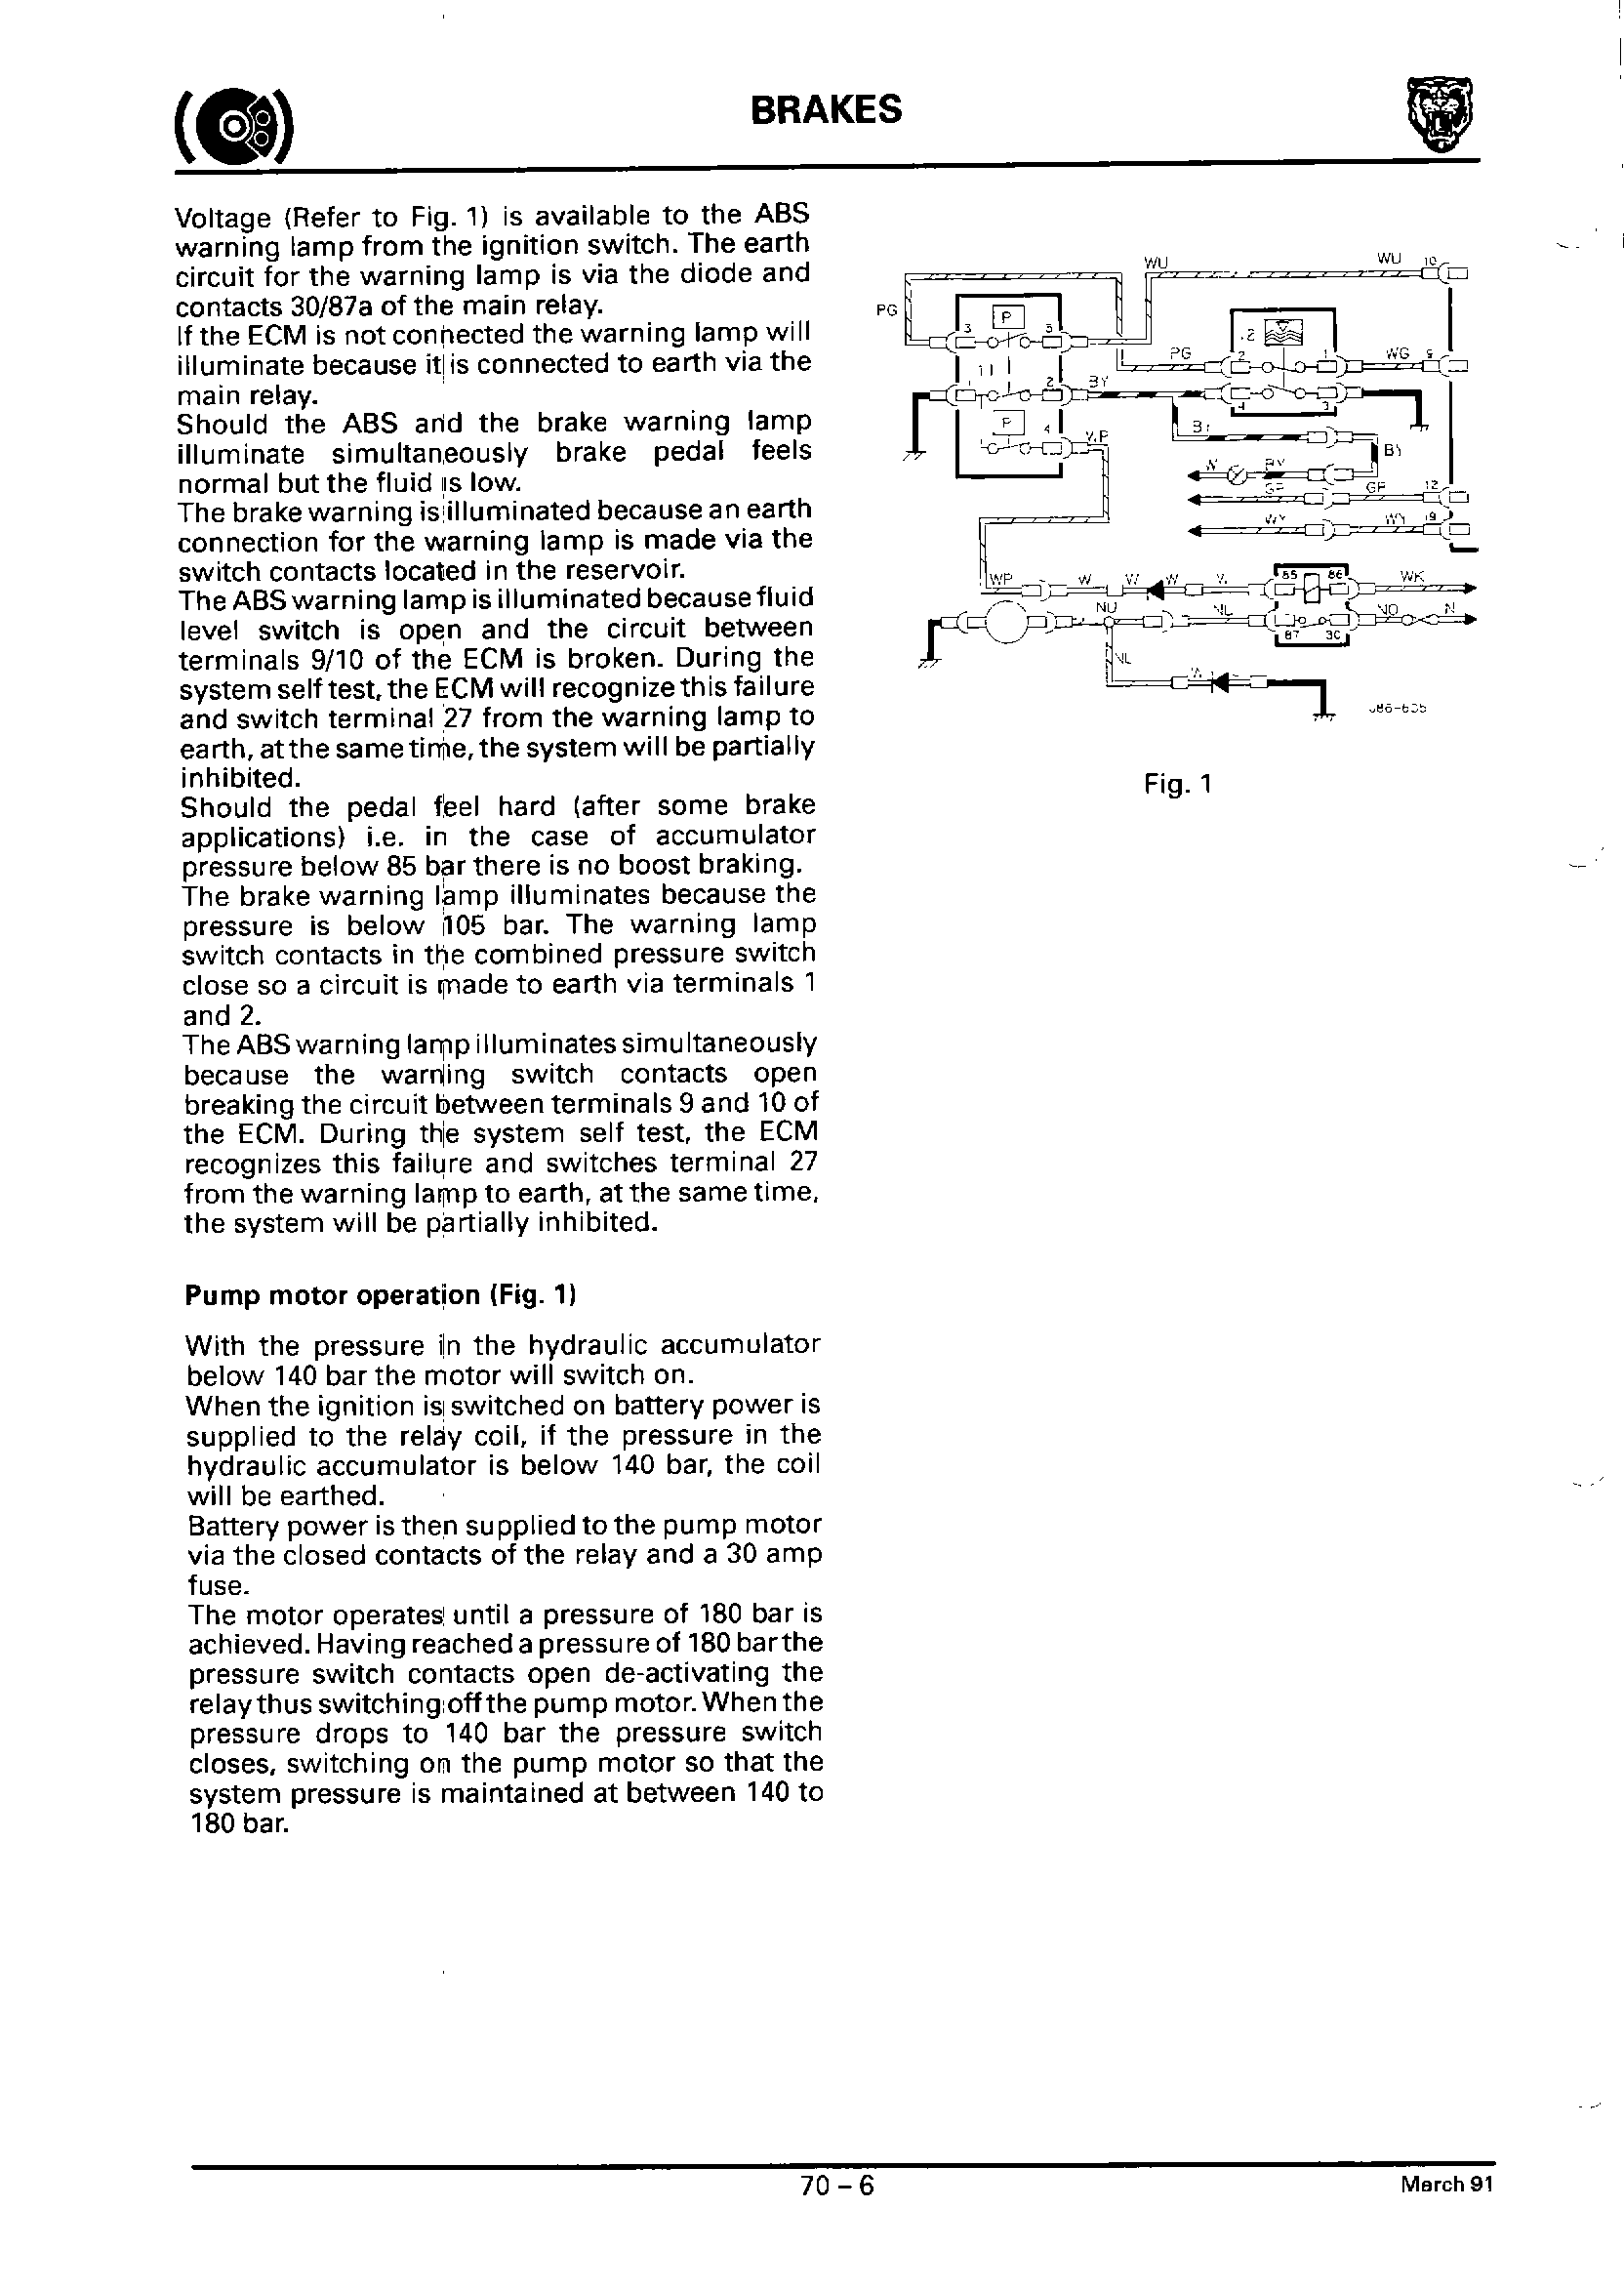 BRAKES
Voltage (Refer to Fig. 1) is available to the ABS
warning lamp from the ignition switch. The earth
circuit for the warning lamp is via the diode and
contacts 30/87a of the main relay.
If the ECM is not connected the warning lamp will
illuminate because it is connected to earth via the
main relay.
Should the ABS and the brake warning lamp
illuminate simultaneously brake pedal feels
normal but the fluid is low.
The brake warning is illuminated because an earth
connection for the warning lamp is made via the
switch contacts located in the reservoir.
The ABS warning lamp is illuminated because fluid
level switch is open and the circuit between
terminals 9/10 of the ECM is broken. During the
system self test, the ECM will recognize this failure
and switch terminal 27 from the warning lamp to
earth, at the same time, the system will be partially
inhibited.
Should the pedal feel hard (after some brake
applications) i.e. in the case of accumulator
pressure below 85 bar there is no boost braking.
The brake warning lamp illuminates because the
pressure is below 105 bar. The warning lamp
switch contacts in the combined pressure switch
close so a circuit is made to earth via terminals 1
and 2.
The ABS warning lamp illuminates simultaneously
because the warning switch contacts open
breaking the circuit between terminals 9 and 10 of
the ECM. During the system self test, the ECM
recognizes this failure and switches terminal 27
from the warning lamp to earth, at the same time,
the system will be partially inhibited.
Pump motor operation (Fig. 1)
With the pressure in the hydraulic accumulator
below 140 bar the motor will switch on.
When the ignition is switched on battery power is
supplied to the relay coil, if the pressure in the
hydraulic accumulator is below 140 bar, the coil
will be earthed.
Battery power is then supplied to the pump motor
via the closed contacts of the relay and a 30 amp
fuse.
The motor operates until a pressure of 180 bar is
achieved. Having reached a pressure of 180 bar the
pressure switch contacts open de-activating the
relay thus switching off the pump motor. When the
pressure drops to 140 bar the pressure switch
closes, switching on the pump motor so that the
system pressure is maintained at between 140 to
180 bar.
WU WU 10
PG
P
3 5
PG 2 1 WG 9
11
2 BY
4 3
P
4
BY
GP 12
WY 19
WP W W W
85 86 WK
NU NO N
87 30
Fig. 1
70 – 6
March 91